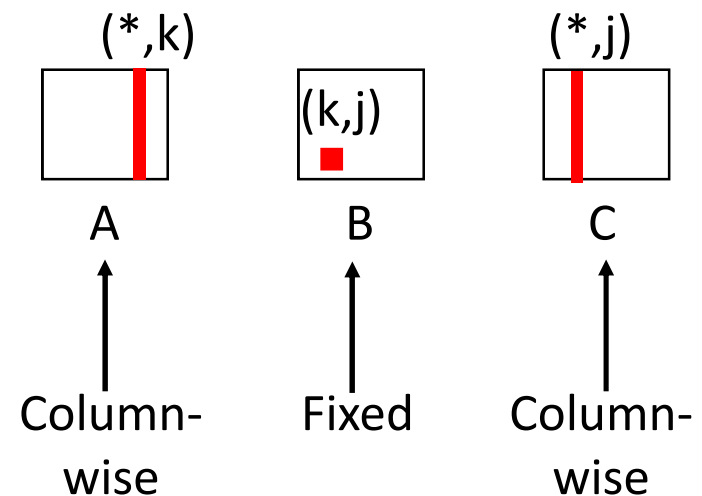 (*,k)
(k,j)
(*,j)
A
B
C
Column-
wise
Fixed
Column-
wise